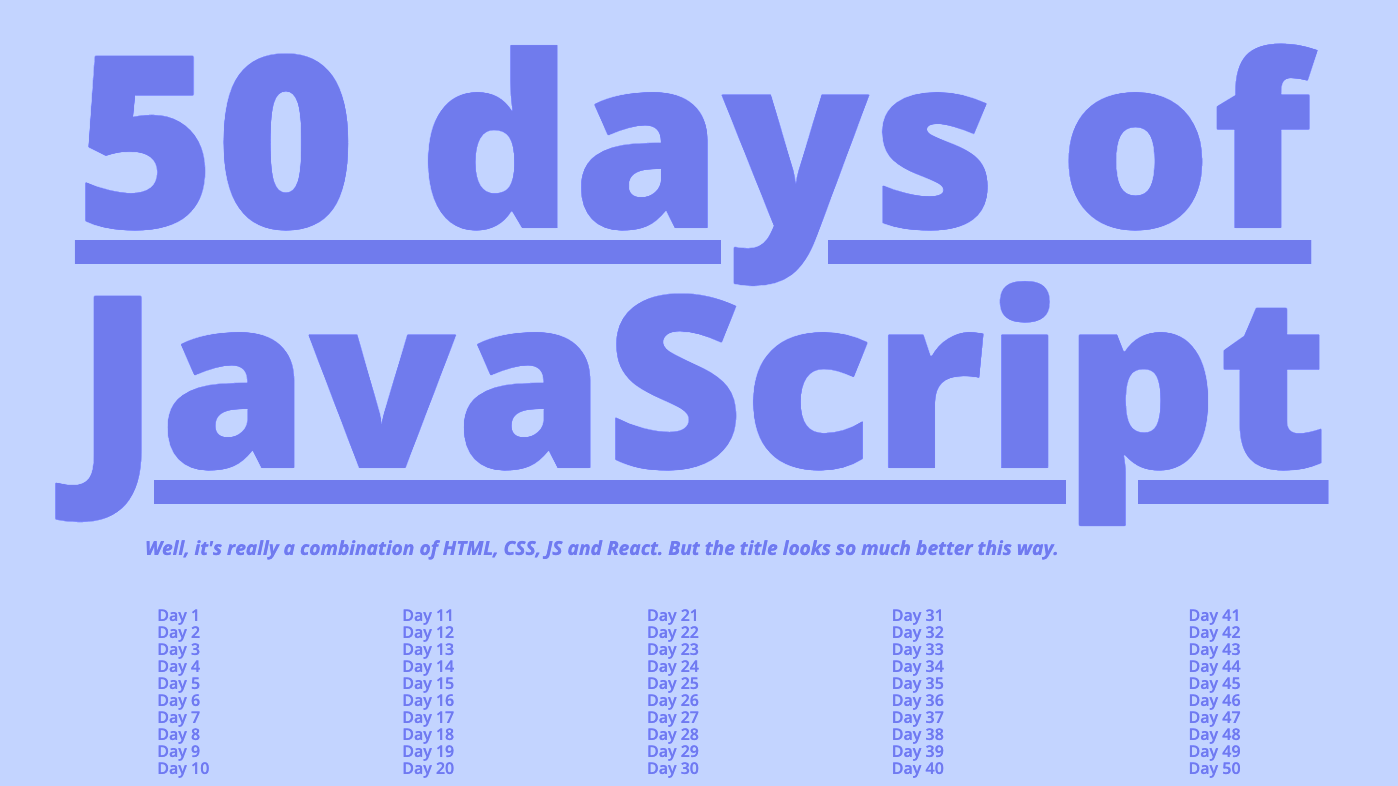 50 days of
JavaScript
Well, it's really a combination of HTML, CSS, JS and React. But the title looks so much better this way.
Day 1
Day 2
Day 3
Day 4
Day 5
Day 6
Day 7
Day 8
Day 9
Day 10
Day 11
Day 12
Day 13
Day 14
Day 15
Day 16
Day 17
Day 18
Day 19
Day 20
Day 21
Day 22
Day 23
Day 24
Day 25
Day 26
Day 27
Day 28
Day 29
Day 30
Day 31
Day 32
Day 33
Day 34
Day 35
Day 36
Day 37
Day 38
Day 39
Day 40
Day 41
Day 42
Day 43
Day 44
Day 45
Day 46
Day 47
Day 48
Day 49
Day 50